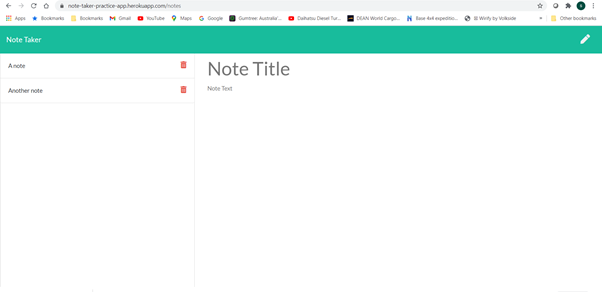 note-taker-practice-app.herokuapp.com/notes
Apps Bookmarks Bookmarks Gmail YouTube Maps Google Gumtree: Australia'... Daihatsu Diesel Tur... DEAN World Cargo... Base 4x4 expeditio... Winify by Volkside » Other bookmarks
Note Taker
A note
Another note
Note Title
Note Text